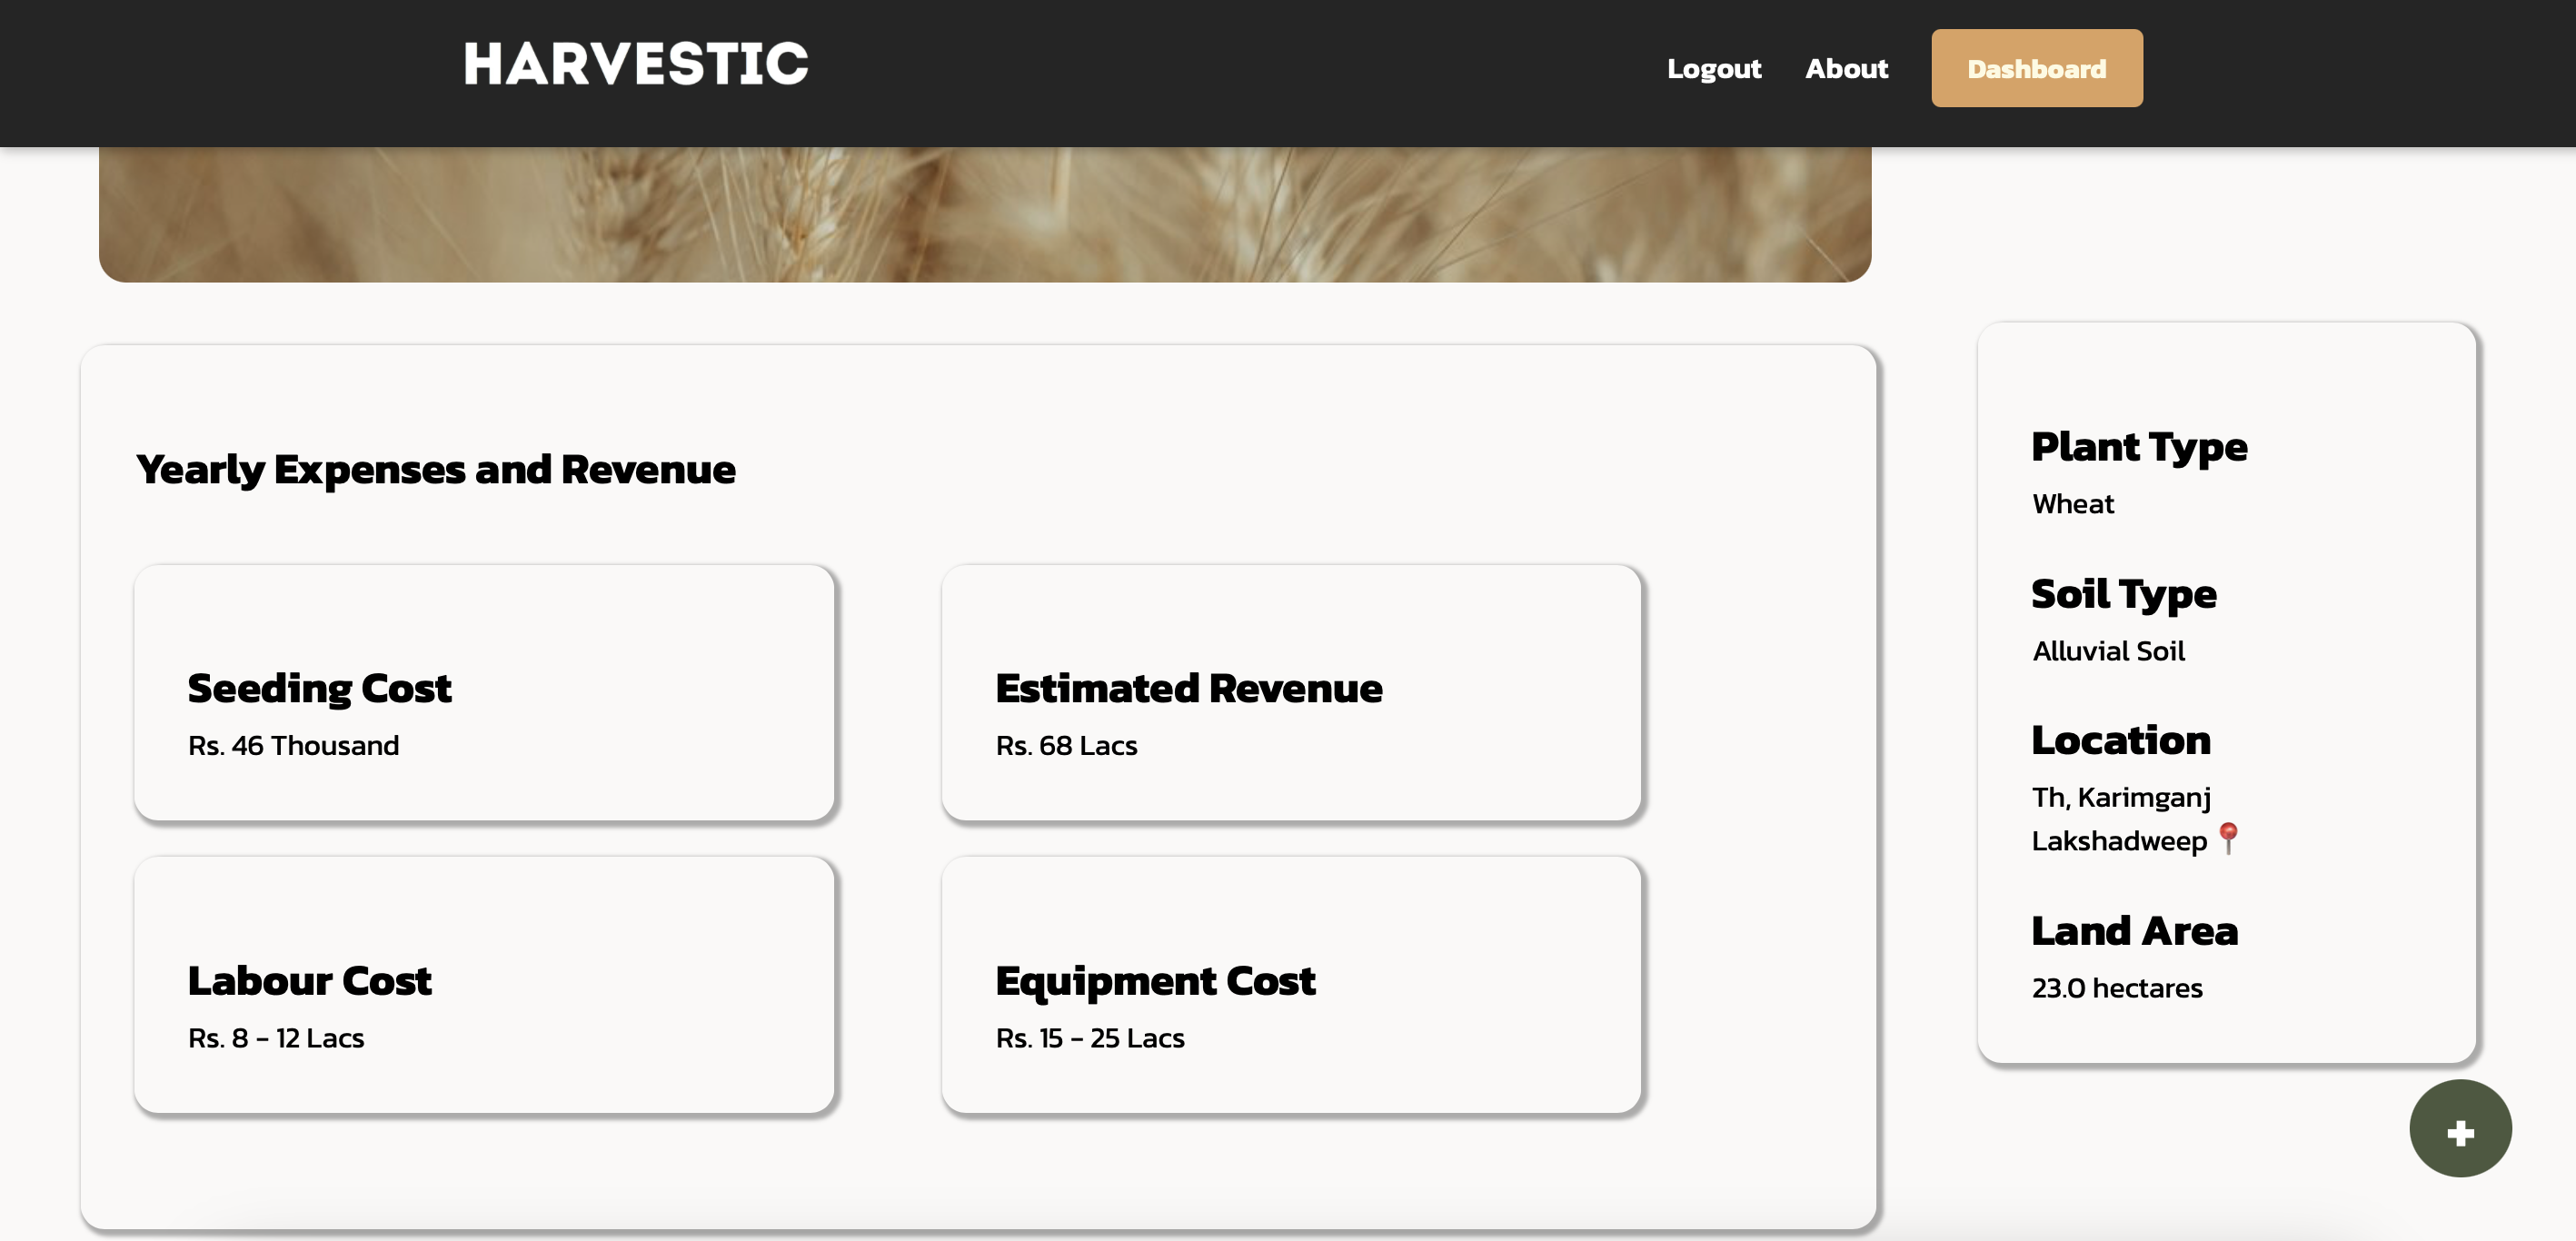 HARVESTIC
Logout About Dashboard
Yearly Expenses and Revenue
Seeding Cost
Rs. 46 Thousand
Estimated Revenue
Rs. 68 Lacs
Labour Cost
Rs. 8 - 12 Lacs
Equipment Cost
Rs. 15 - 25 Lacs
Plant Type
Wheat
Soil Type
Alluvial Soil
Location
Th, Karimganj
Lakshadweep 📍
Land Area
23.0 hectares
+